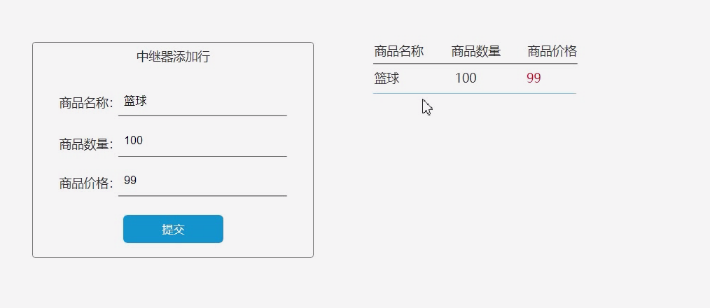 中继器添加行
商品名称： 篮球
商品数量： 100
商品价格： 99
提交
商品名称 商品数量 商品价格
篮球 100 99